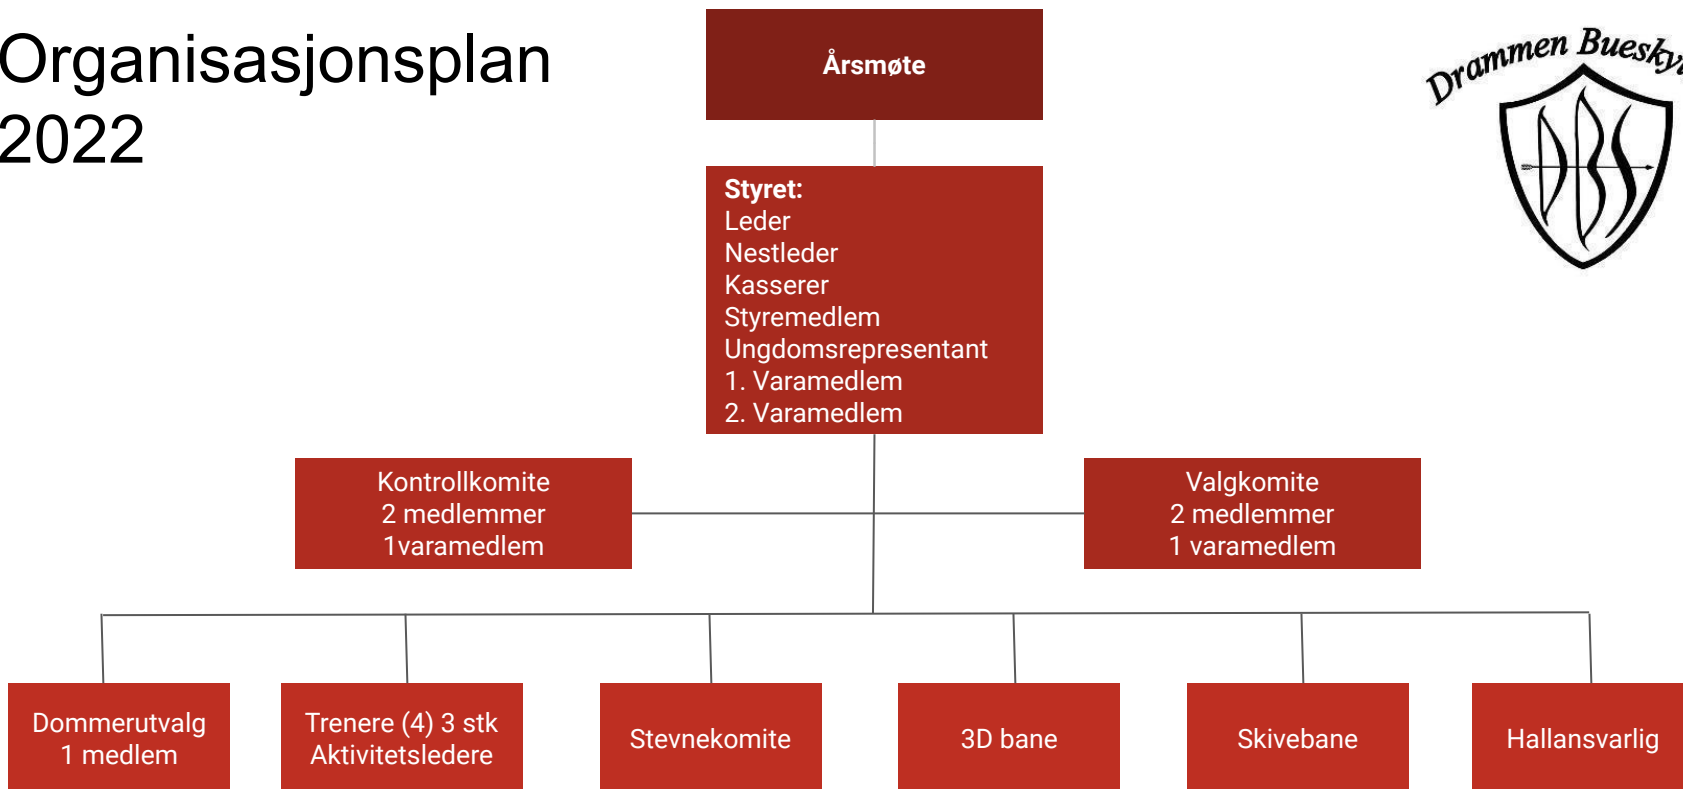 Organisasjonsplan
2022
Årsmøte
Drammen
Styret:
Leder
Nestleder
Kasserer
Styremedlem
Ungdomsrepresentant
1. Varamedlem
2. Varamedlem
DBS
Kontrollkomite
2 medlemmer
1varamedlem
Valgkomite
2 medlemmer
1 varamedlem
Dommerutvalg
1 medlem
Trenere (4) 3 stk
Aktivitetsledere
Stevnekomite
3D bane
Skivebane
Hallansvarlig